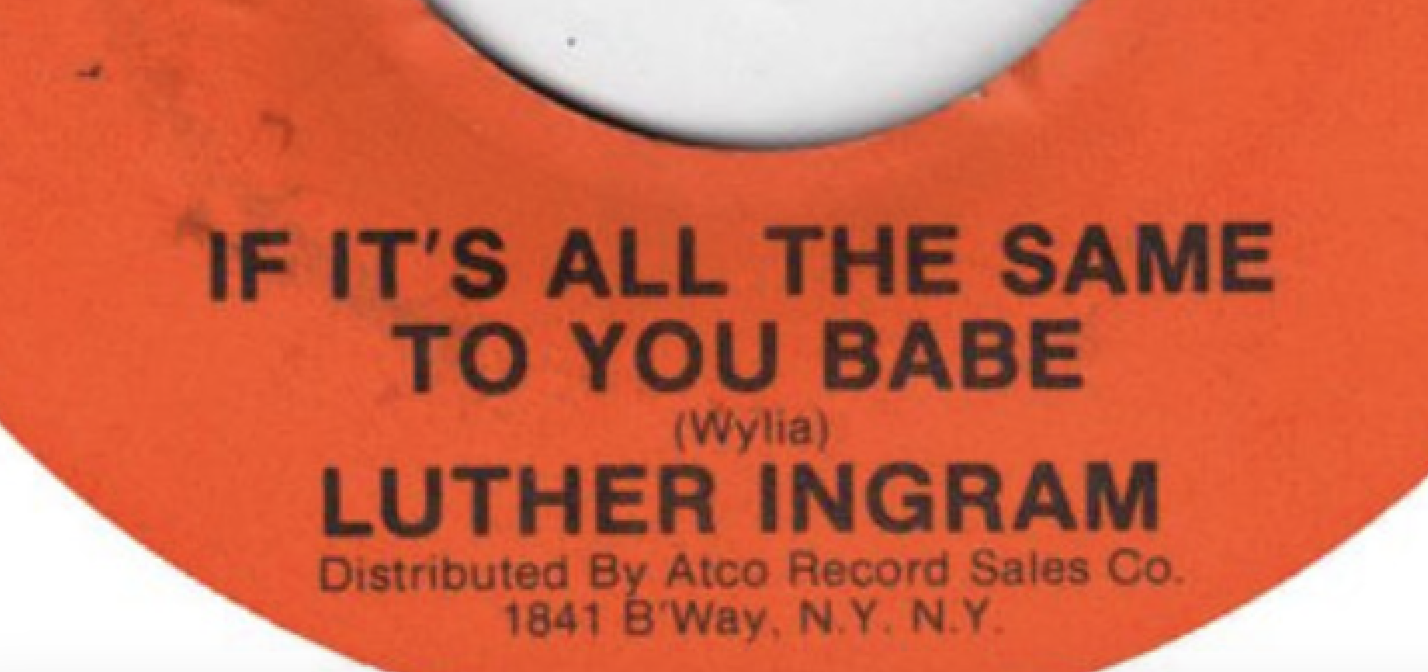 IF IT'S ALL THE SAME
TO YOU BABE
(Wylia)
LUTHER INGRAM
Distributed By Atco Record Sales Co.
1841 B'Way, N.Y. N.Y.